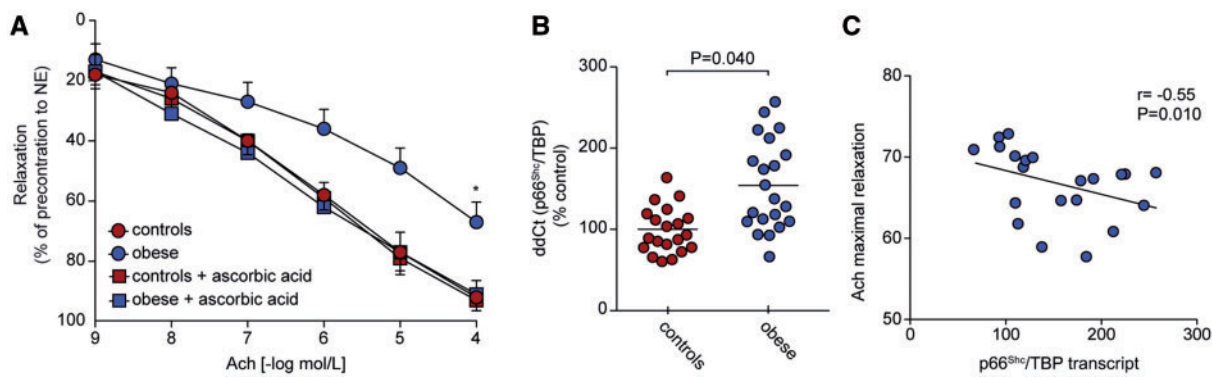 A
0
20
40
60
80
100
Relaxation
(% of precontration to NE)
controls
obese
controls + ascorbic acid
obese + ascorbic acid
*
9
8
7
6
5
4
Ach [-log mol/L]
B
P=0.040
300
200
100
0
ddCt (p66Shc/TBP)
(% control)
controls
obese
C
80
70
60
50
Ach maximal relaxation
r= -0.55
P=0.010
0
100
200
300
p66Shc/TBP transcript